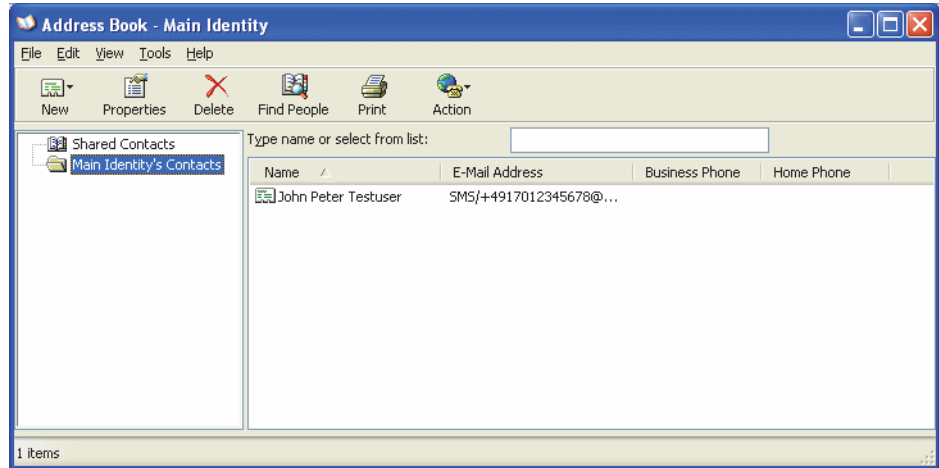 Address Book - Main Identity
File Edit View Tools Help
New Properties Delete Find People Print Action
Shared Contacts
Main Identity's Contacts
Type name or select from list:
Name E-Mail Address Business Phone Home Phone
John Peter Testuser SMS/+4917012345678@...
1 items